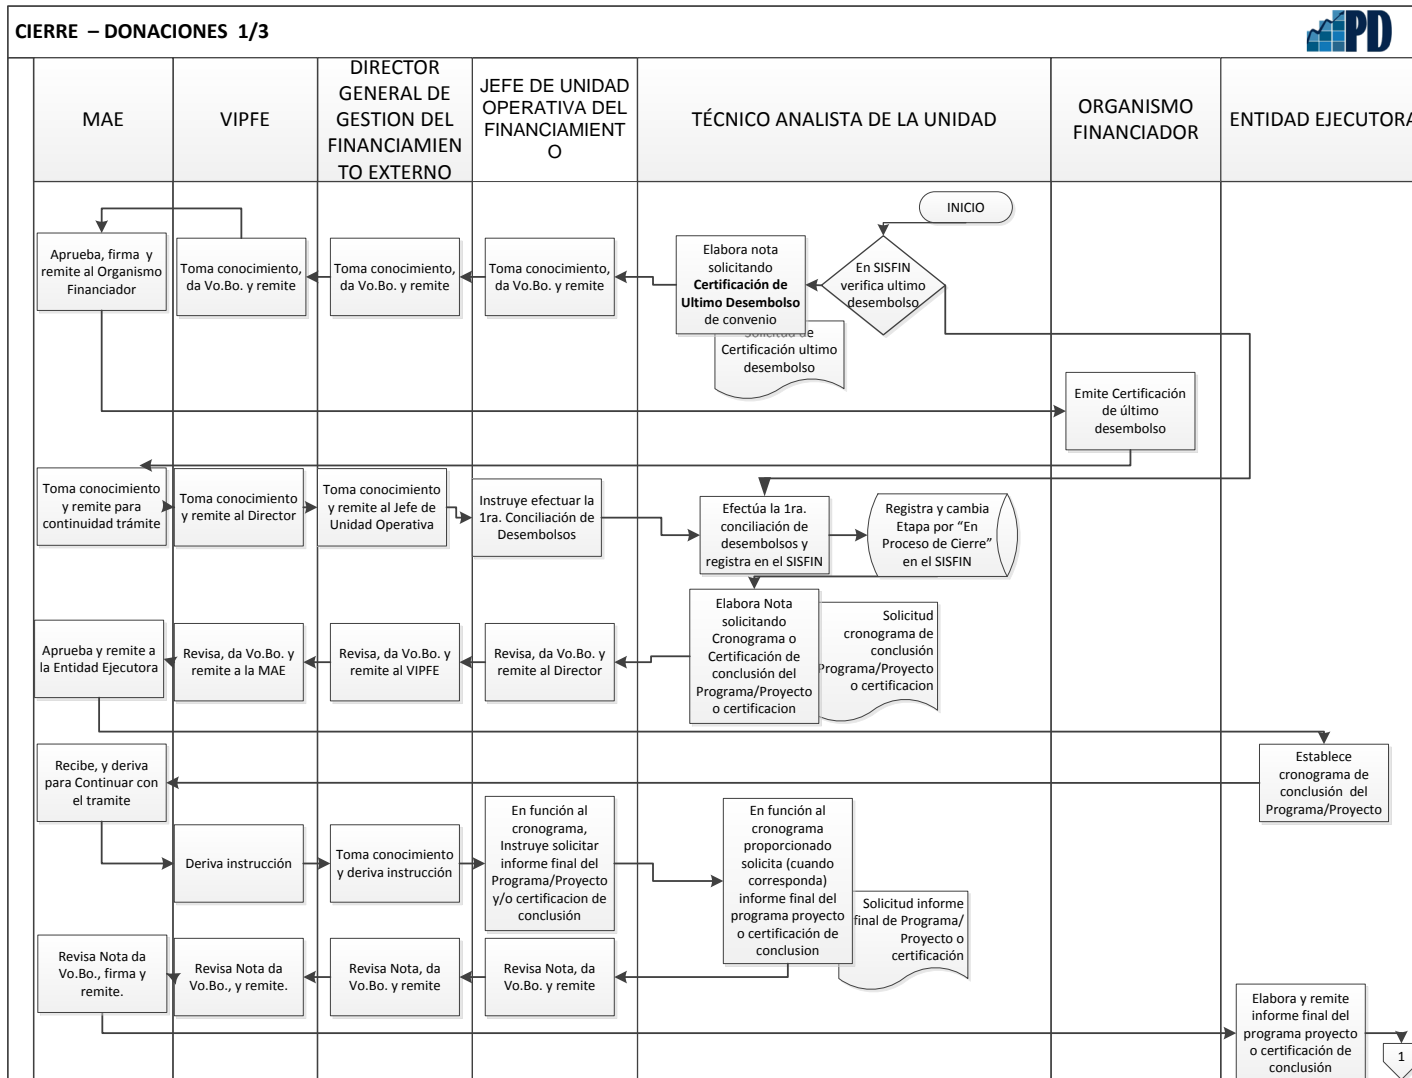 CIERRE – DONACIONES 1/3
PD
MAE
VIPFE
DIRECTOR
GENERAL DE
GESTION DEL
FINANCIAMIEN
TO EXTERNO
JEFE DE UNIDAD
OPERATIVA DEL
FINANCIAMIENT
O
TÉCNICO ANALISTA DE LA UNIDAD
ORGANISMO
FINANCIADOR
ENTIDAD EJECUTORA
INICIO
Aprueba, firma y
remite al Organismo
Financiador
Toma conocimiento,
da Vo.Bo. y remite
Toma conocimiento,
da Vo.Bo. y remite
Toma conocimiento,
da Vo.Bo. y remite
Elabora nota
solicitando
Certificación de
Ultimo Desembolso
de convenio
En SISFIN
verifica ultimo
desembolso
Solicitud de
Certificación ultimo
desembolso
Emite Certificación
de último
desembolso
Toma conocimiento
y remite para
continuidad trámite
Toma conocimiento
y remite al Director
Toma conocimiento
y remite al Jefe de
Unidad Operativa
Instruye efectuar la
1ra. Conciliación de
Desembolsos
Efectúa la 1ra.
conciliación de
desembolsos y
registra en el SISFIN
Registra y cambia
Etapa por “En
Proceso de Cierre”
en el SISFIN
Aprueba y remite a
la Entidad Ejecutora
Revisa, da Vo.Bo. y
remite a la MAE
Revisa, da Vo.Bo. y
remite al VIPFE
Revisa, da Vo.Bo. y
remite al Director
Elabora Nota
solicitando
Cronograma o
Certificación de
conclusión del
Programa/Proyecto
o certificacion
Solicitud
cronograma de
conclusión
Programa/Proyecto
o certificacion
Establece
cronograma de
conclusión del
Programa/Proyecto
Recibe, y deriva
para Continuar con
el tramite
Deriva instrucción
Toma conocimiento
y deriva instrucción
En función al
cronograma,
Instruye solicitar
informe final del
Programa/Proyecto
y/o certificacion de
conclusión
En función al
cronograma
proporcionado
solicita (cuando
corresponda)
informe final del
programa proyecto
o certificación de
conclusion
Solicitud informe
final de Programa/
Proyecto o
certificación
Revisa Nota da
Vo.Bo., firma y
remite.
Revisa Nota da
Vo.Bo., y remite.
Revisa Nota, da
Vo.Bo. y remite
Revisa Nota, da
Vo.Bo. y remite
Elabora y remite
informe final del
programa proyecto
o certificación de
conclusión
1